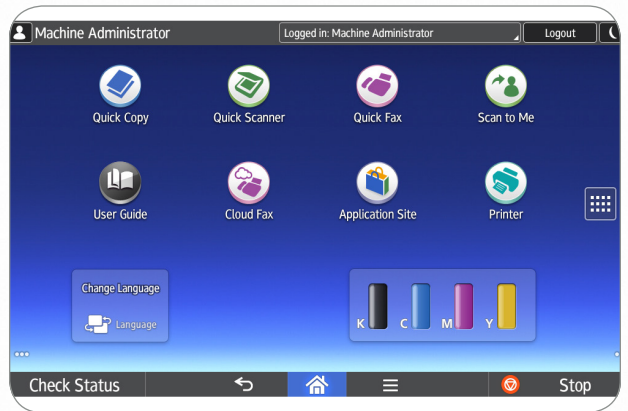 Machine Administrator
Logged in: Machine Administrator
Logout
Quick Copy
Quick Scanner
Quick Fax
Scan to Me
User Guide
Cloud Fax
Application Site
Printer
Change Language
Language
K C M Y
Check Status
Stop